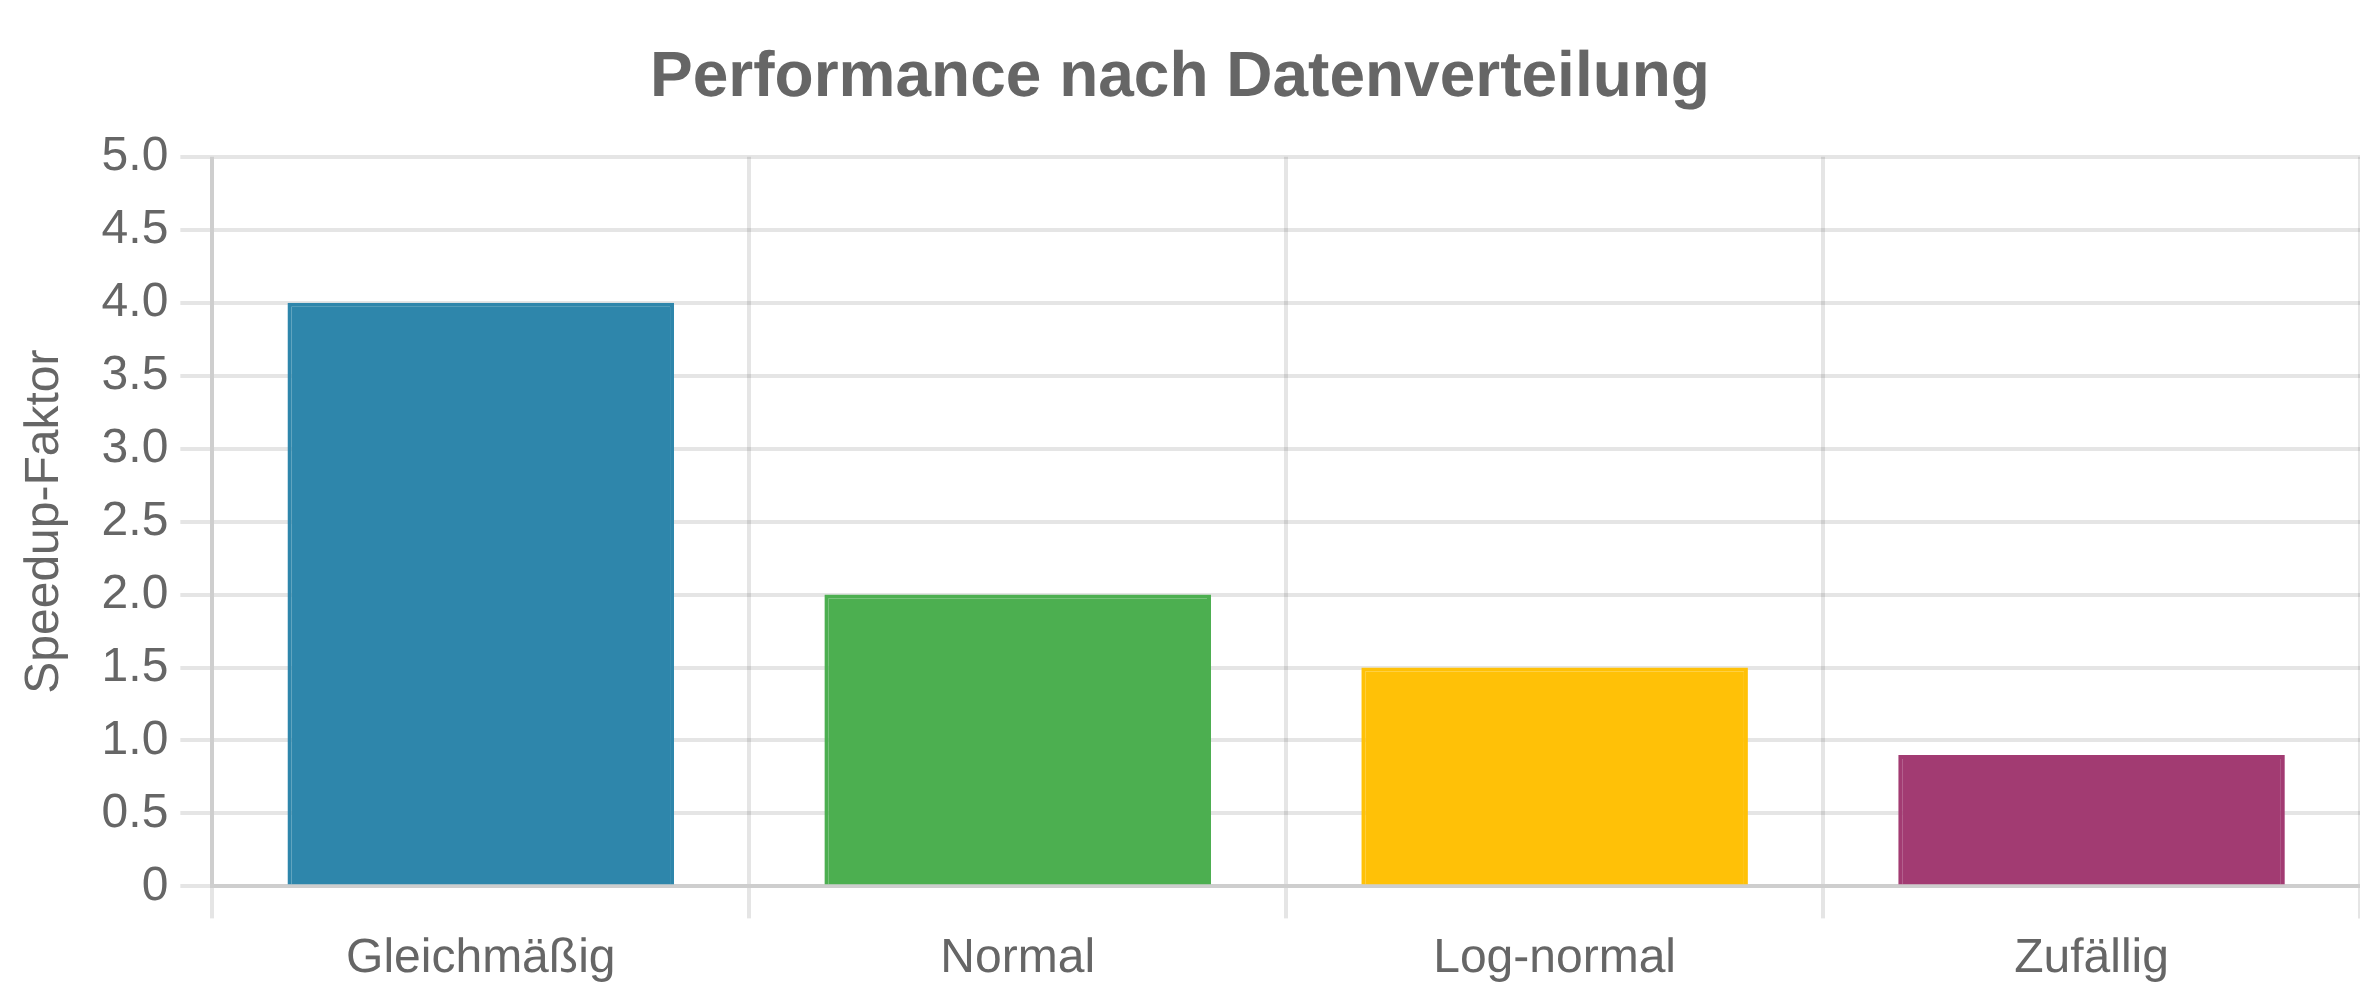 Performance nach Datenverteilung
Speedup-Faktor
5.0
4.5
4.0
3.5
3.0
2.5
2.0
1.5
1.0
0.5
0
Gleichmäßig
Normal
Log-normal
Zufällig